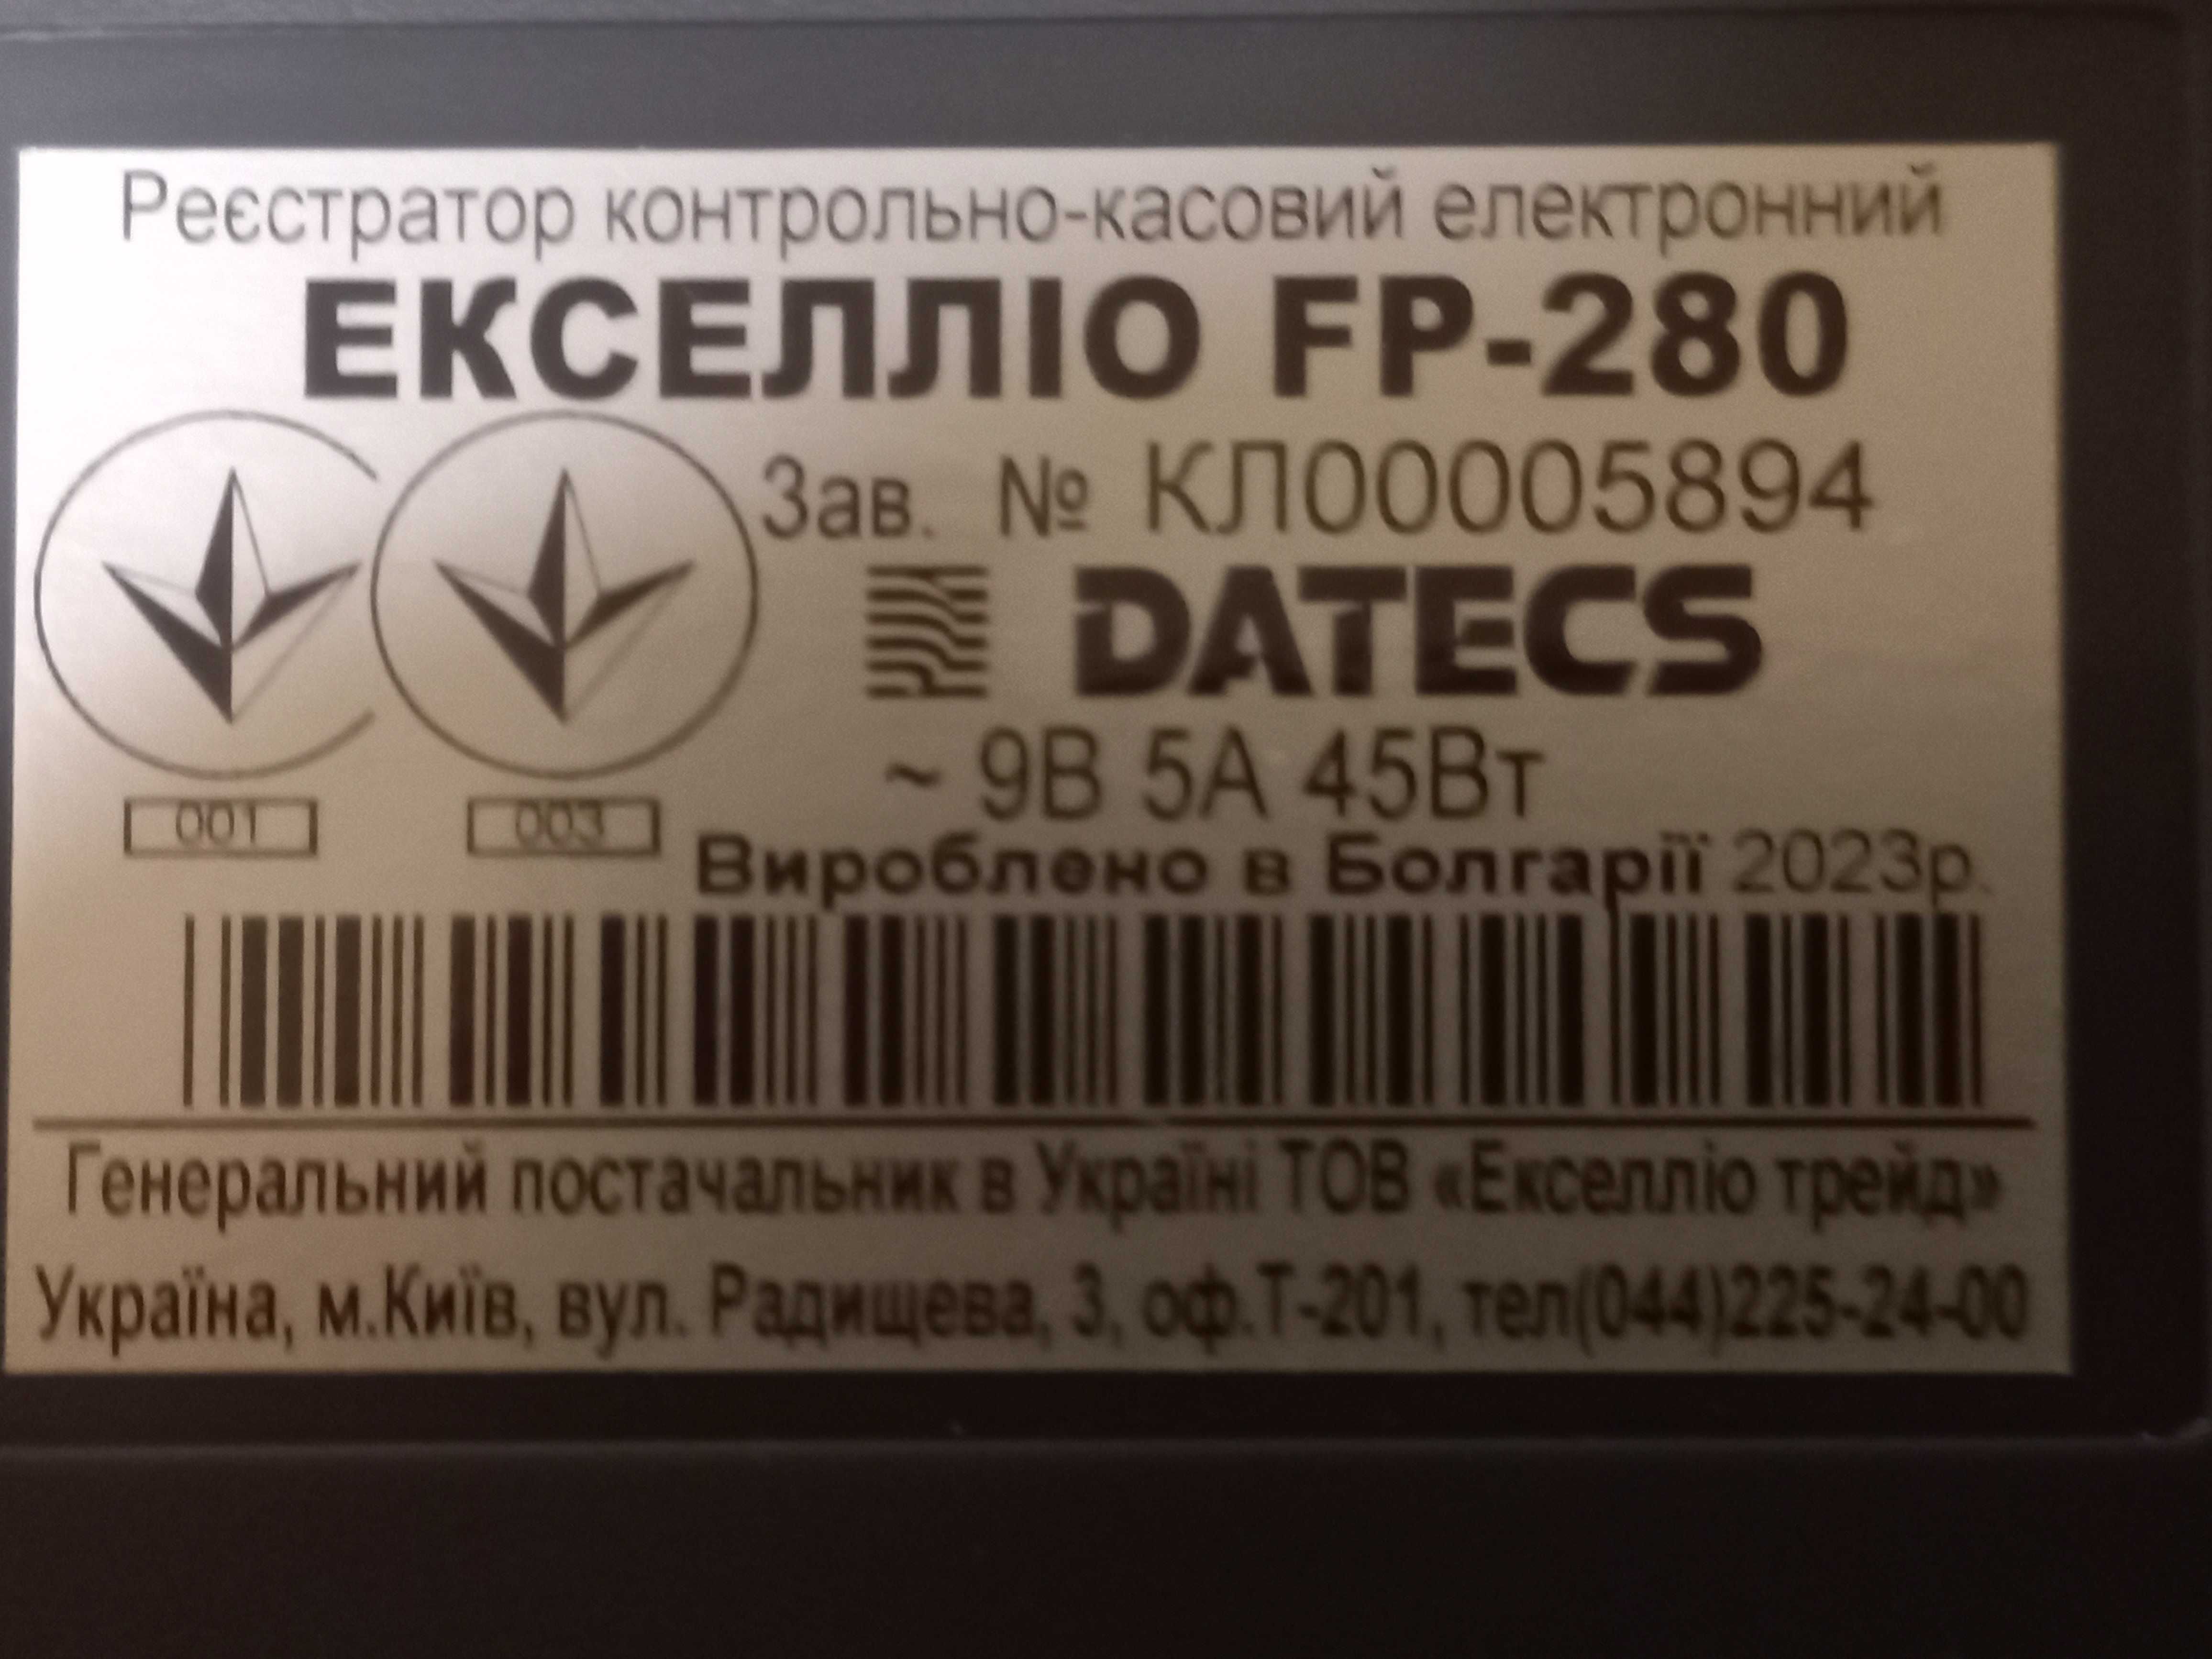 Реєстратор контрольно-касовий електронний
ЕКСЕЛЛІО FP-280
Зав. № КЛ00005894
DATECS
~ 9В 5А 45Вт
001 003
Вироблено в Болгарії 2023р.
Генеральний постачальник в Україні ТОВ «Екселліо трейд»
Україна, м.Київ, вул. Радищева, 3, оф.Т-201, тел(044)225-24-00